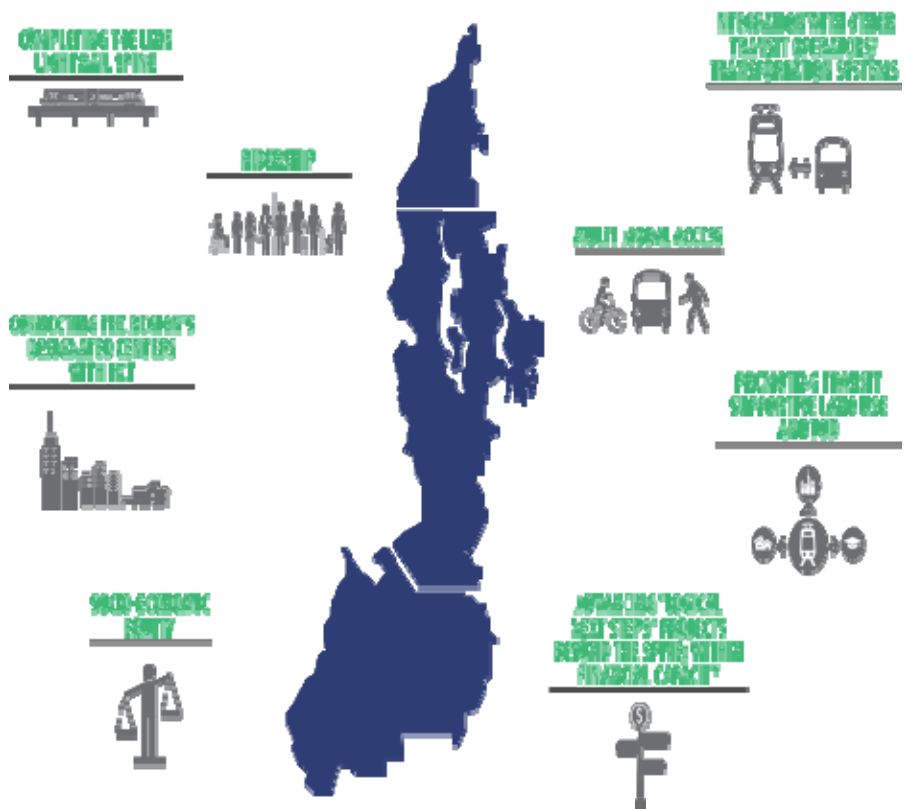 COMPLETING THE LINK
LIGHT RAIL SPINE
INTEGRATION WITH OTHER
TRANSIT OPERATORS/
TRANSPORTATION SYSTEMS
RIDERSHIP
MULTI-MODAL ACCESS
CONNECTING THE REGION'S
DESIGNATED CENTERS
WITH HCT
PROMOTING TRANSIT
SUPPORTIVE LAND USE
AND TOD
SOCIO-ECONOMIC
EQUITY
ADVANCING "LOGICAL
NEXT STEPS" PROJECTS
BEYOND THE SPINE; WITHIN
FINANCIAL CAPACITY
$